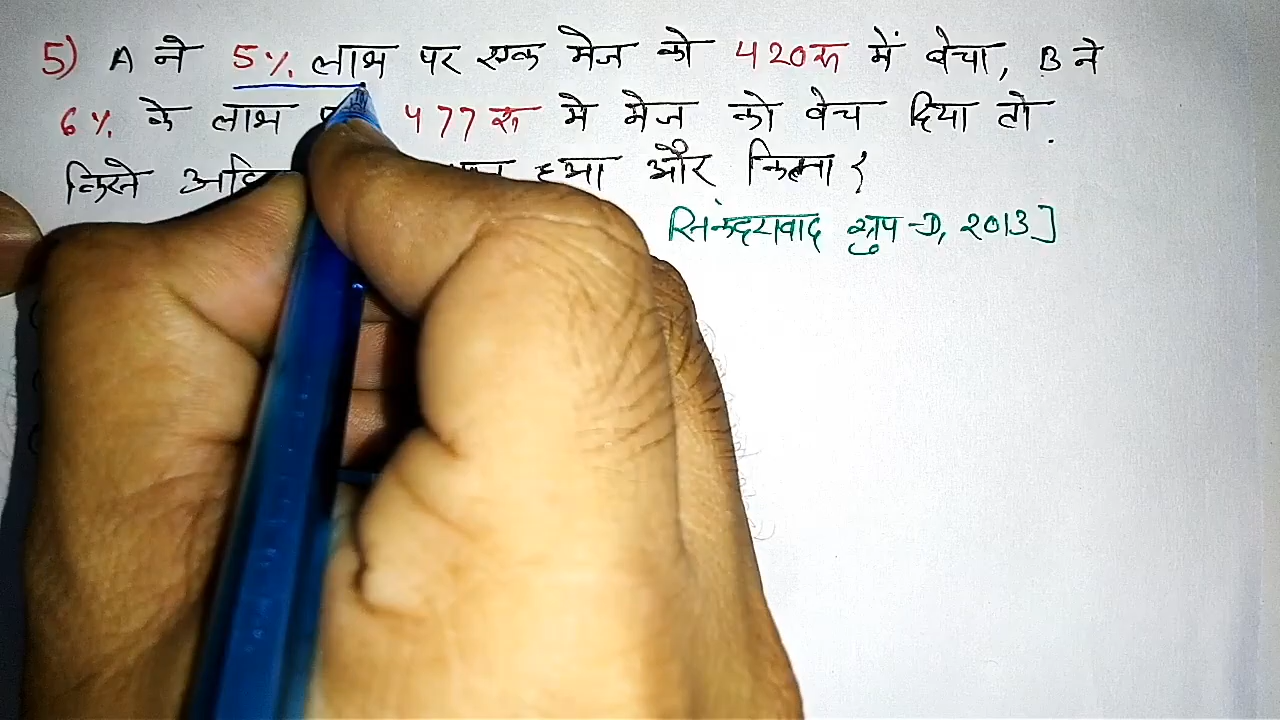 5) A ने 5% लाभ पर एक मेज को 420रु में बेचा, B ने
6% के लाभ 477रु मे मेज को बेच दिया तो
किसे हुआ और कितना ?
सिकंदराबाद ग्रुप-D, 2013]